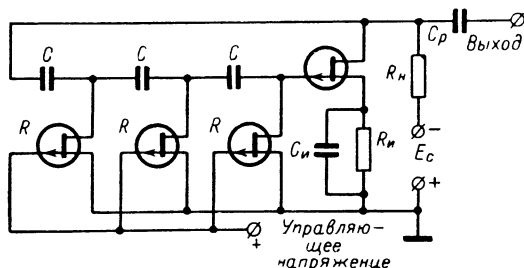 C C C
Cр
Выход
Rн
R R R
Cи
Rи
−
Eс
+
+
Управляю-
щее
напряжение